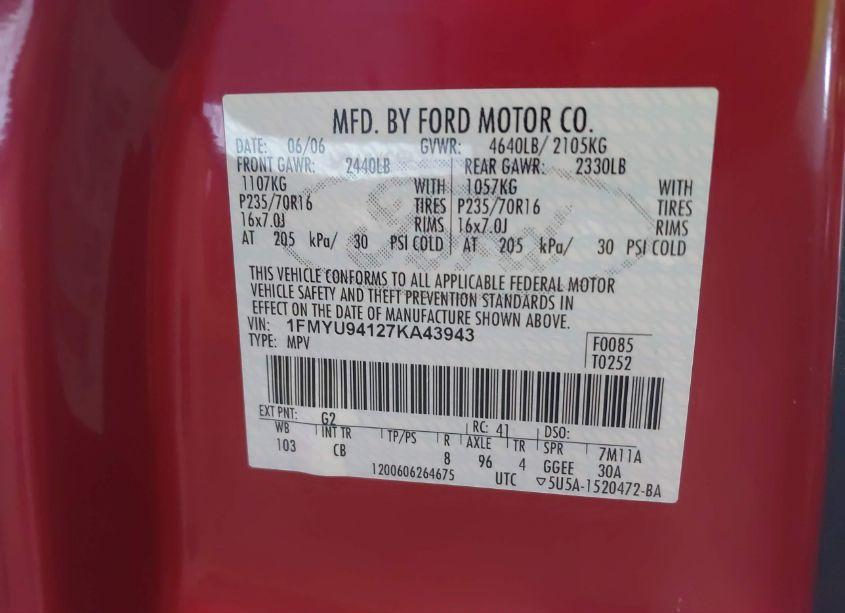 MFD. BY FORD MOTOR CO.
DATE: 06/06 GVWR: 4640LB/ 2105KG
FRONT GAWR: 2440LB REAR GAWR: 2330LB
1107KG WITH 1057KG WITH
P235/70R16 TIRES P235/70R16 TIRES
16x7.0J RIMS 16x7.0J RIMS
AT 205 kPa/ 30 PSI COLD AT 205 kPa/ 30 PSI COLD
THIS VEHICLE CONFORMS TO ALL APPLICABLE FEDERAL MOTOR
VEHICLE SAFETY AND THEFT PREVENTION STANDARDS IN
EFFECT ON THE DATE OF MANUFACTURE SHOWN ABOVE.
VIN: 1FMYU94127KA43943 F0085
TYPE: MPV T0252
EXT PNT: G2 RC: 41 DSO:
WB INT TR TP/PS R AXLE TR SPR 7M11A
103 CB 8 96 4 GGEE 30A
1200606264675 UTC ▽5U5A-1520472-BA